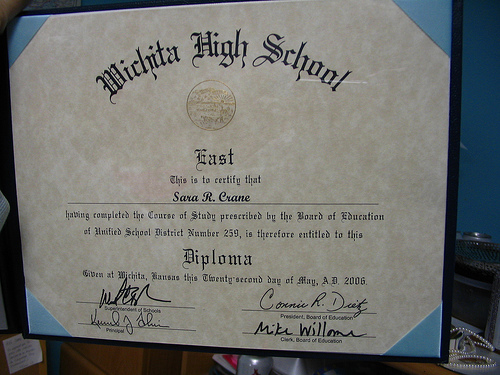 Wichita High School
East
This is to certify that
Sara R. Crane
having completed the Course of Study prescribed by the Board of Education
of Unified School District Number 259, is therefore entitled to this
Diploma
Given at Wichita, Kansas this Twenty-second day of May, A.D. 2006.
Connie R. Dietz
Superintendent of Schools
President, Board of Education
Mike Willome
Principal
Clerk, Board of Education